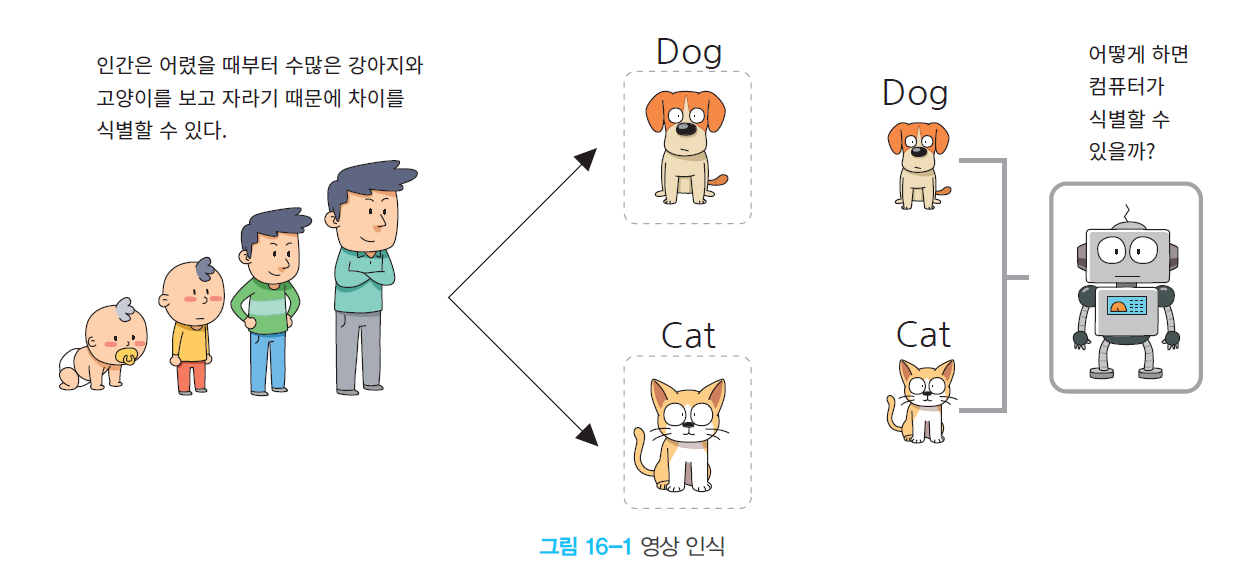 인간은 어렸을 때부터 수많은 강아지와
고양이를 보고 자라기 때문에 차이를
식별할 수 있다.
Dog
Cat
Dog
Cat
어떻게 하면
컴퓨터가
식별할 수
있을까?
그림 16-1 영상 인식